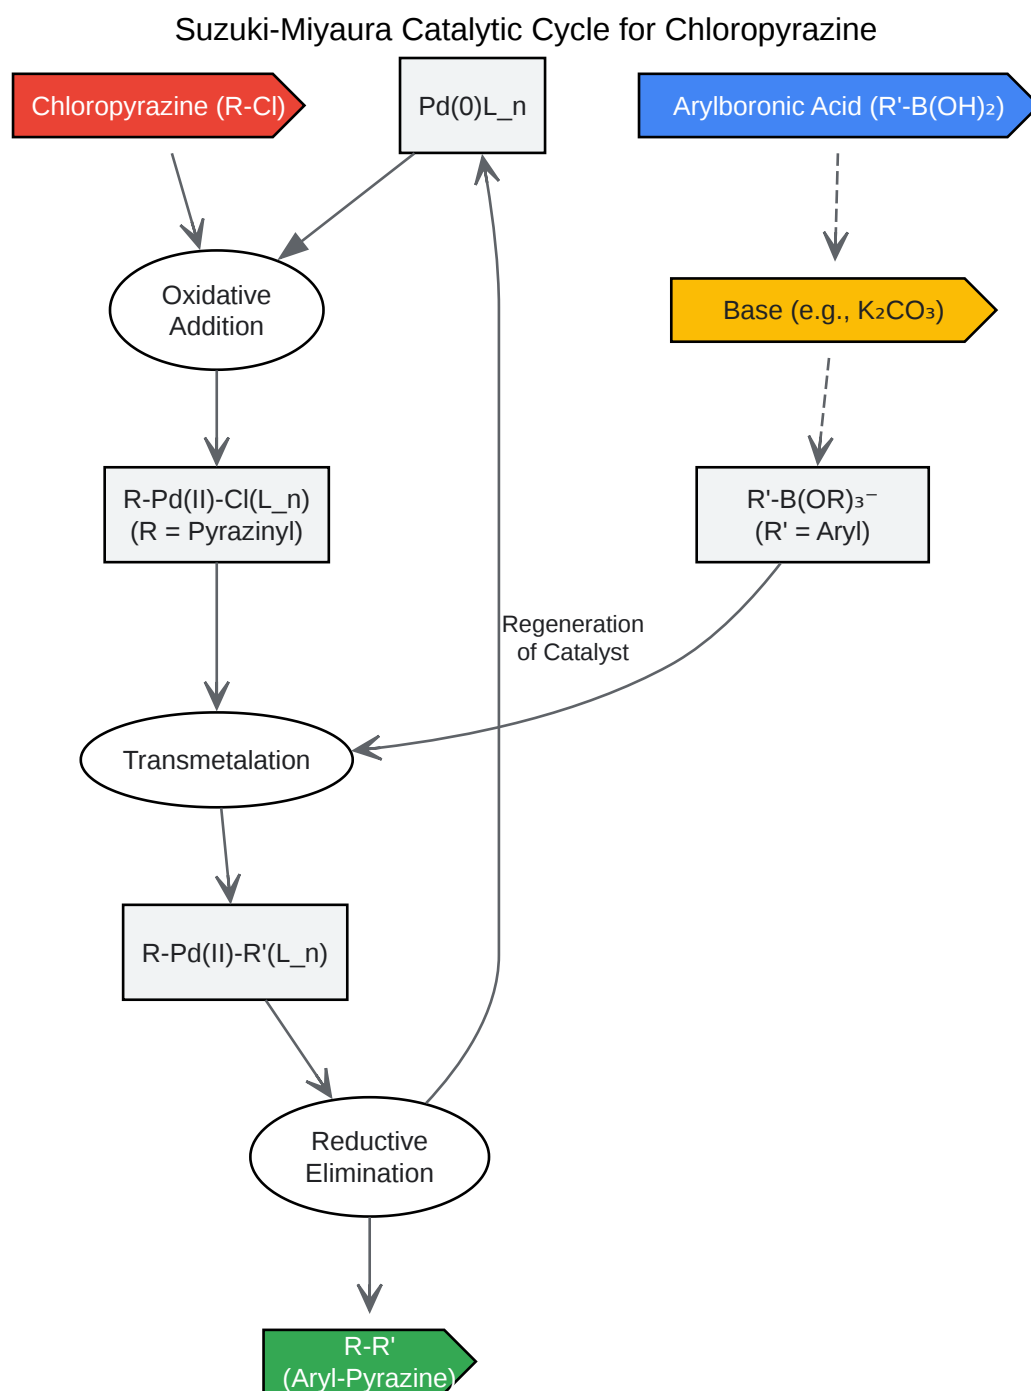 Suzuki-Miyaura Catalytic Cycle for Chloropyrazine
Chloropyrazine (R-Cl)
Pd(0)L_n
Arylboronic Acid (R'-B(OH)₂)
Oxidative
Addition
Base (e.g., K₂CO₃)
R-Pd(II)-Cl(L_n)
(R = Pyrazinyl)
R'-B(OR)₃⁻
(R' = Aryl)
Regeneration
of Catalyst
Transmetalation
R-Pd(II)-R'(L_n)
Reductive
Elimination
R-R'
(Aryl-Pyrazine)